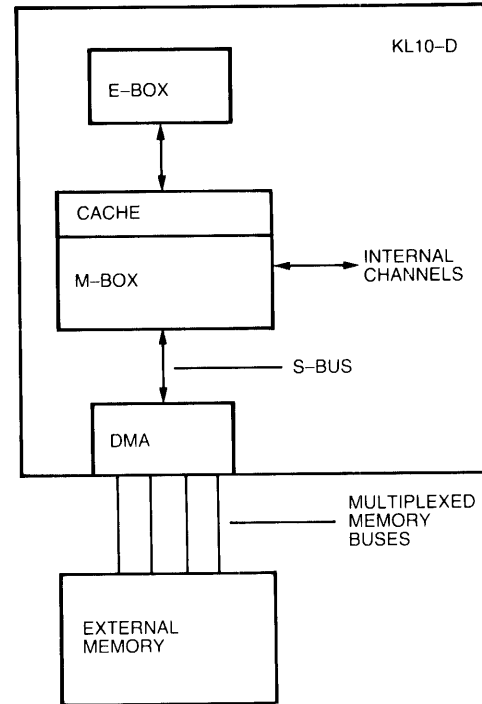 KL10-D
E-BOX
CACHE
M-BOX
INTERNAL
CHANNELS
S-BUS
DMA
MULTIPLEXED
MEMORY
BUSES
EXTERNAL
MEMORY